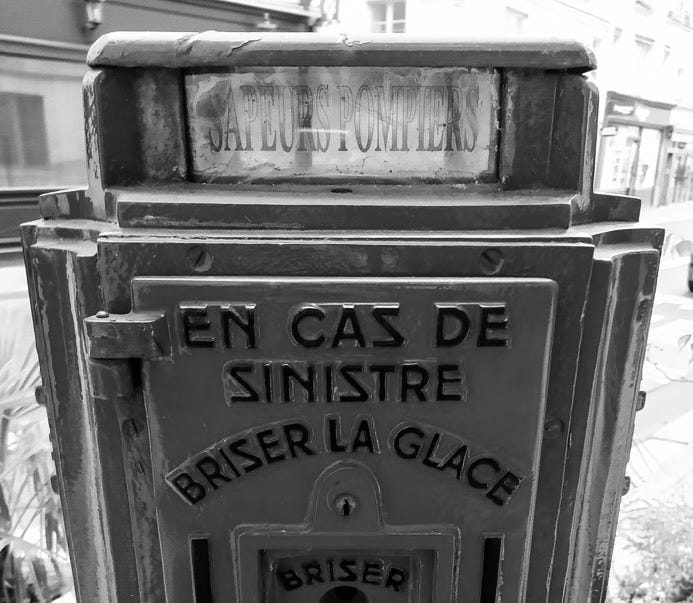 SAPEURS POMPIERS
EN CAS DE
SINISTRE
BRISER LA GLACE
BRISER